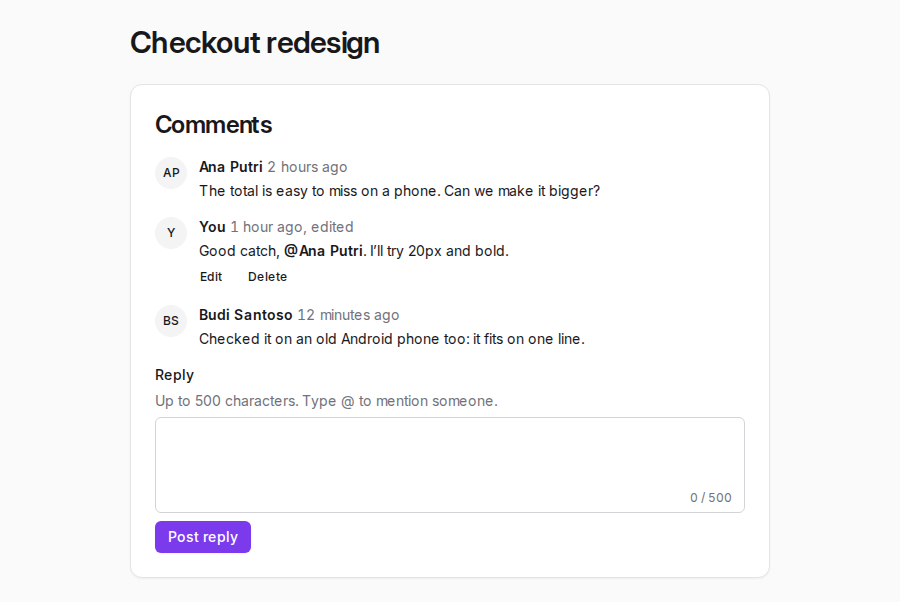 Checkout redesign
Comments
AP
Ana Putri 2 hours ago
The total is easy to miss on a phone. Can we make it bigger?
Y
You 1 hour ago, edited
Good catch, @Ana Putri. I’ll try 20px and bold.
Edit Delete
BS
Budi Santoso 12 minutes ago
Checked it on an old Android phone too: it fits on one line.
Reply
Up to 500 characters. Type @ to mention someone.
0 / 500
Post reply